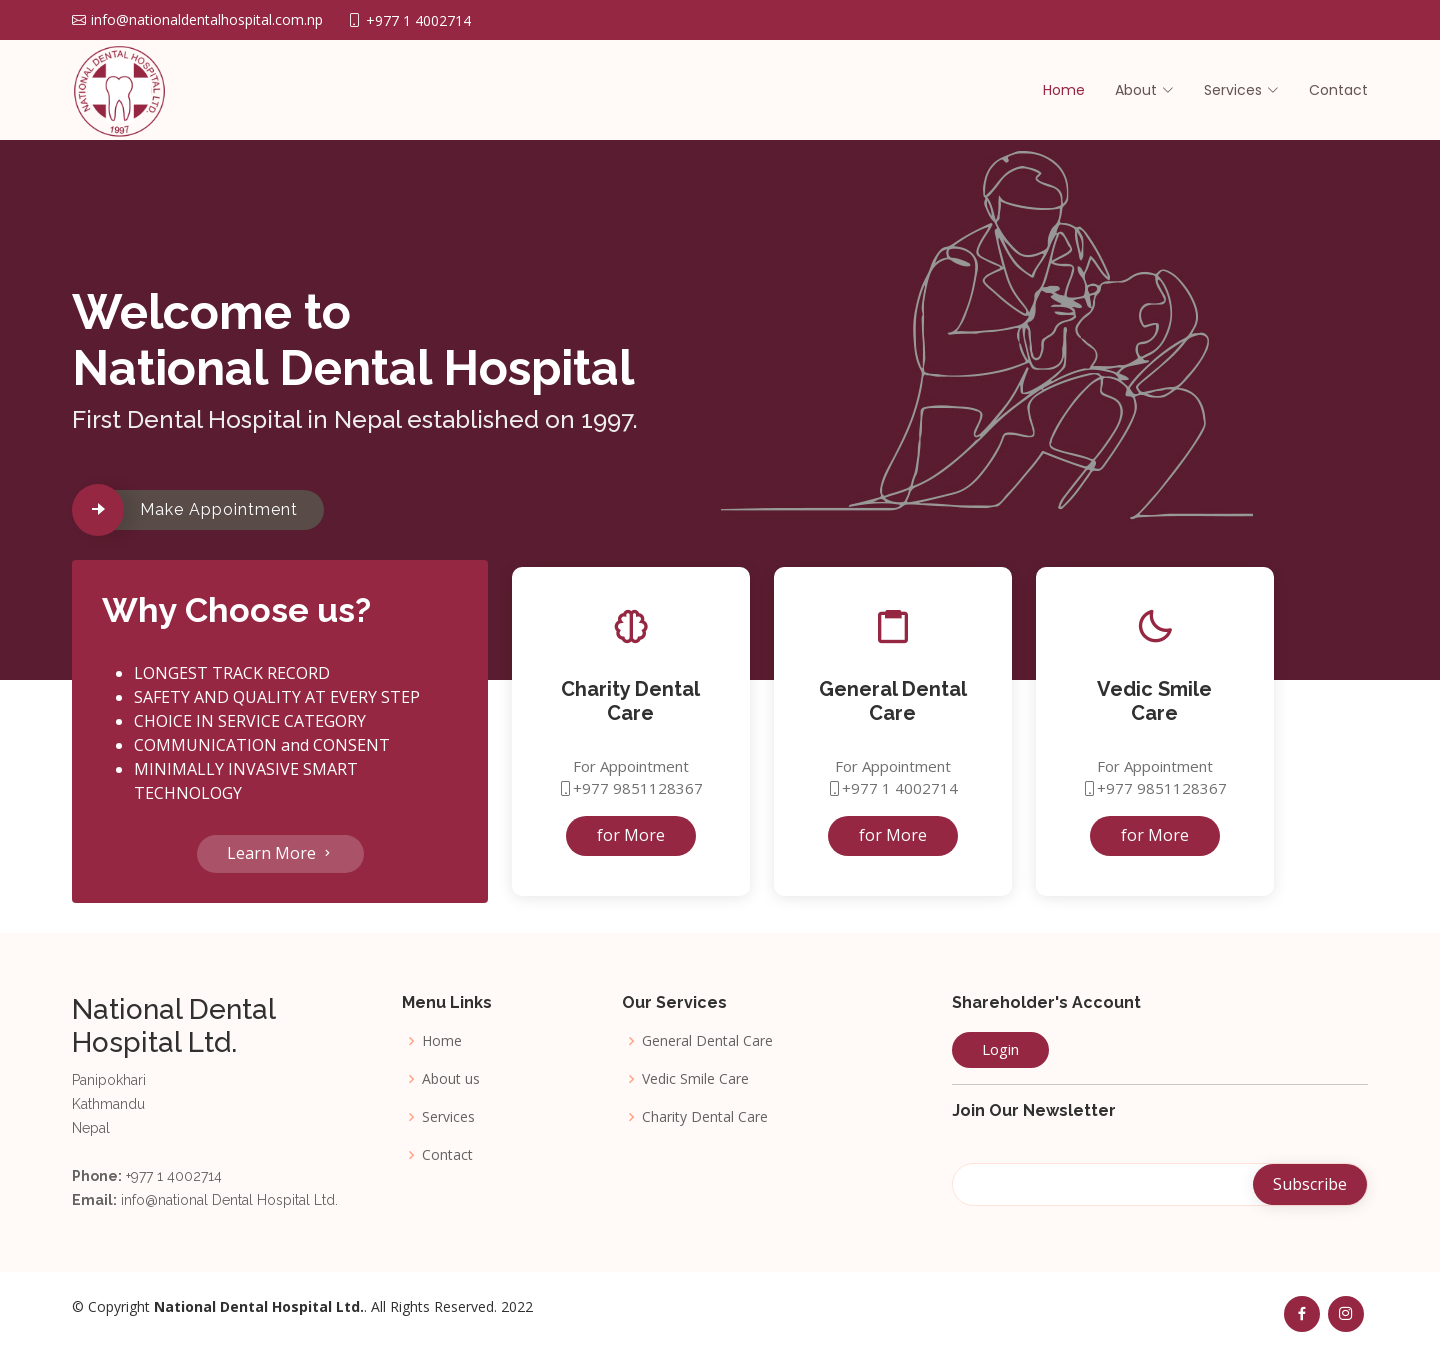 info@nationaldentalhospital.com.np
+977 1 4002714
NATIONAL DENTAL HOSPITAL LTD.
1997
Home
About
Services
Contact
Welcome to
National Dental Hospital
First Dental Hospital in Nepal established on 1997.
Make Appointment
Why Choose us?
LONGEST TRACK RECORD
SAFETY AND QUALITY AT EVERY STEP
CHOICE IN SERVICE CATEGORY
COMMUNICATION and CONSENT
MINIMALLY INVASIVE SMART
TECHNOLOGY
Learn More
Charity Dental
Care
For Appointment
+977 9851128367
for More
General Dental
Care
For Appointment
+977 1 4002714
for More
Vedic Smile
Care
For Appointment
+977 9851128367
for More
National Dental
Hospital Ltd.
Panipokhari
Kathmandu
Nepal
Phone: +977 1 4002714
Email: info@national Dental Hospital Ltd.
Menu Links
Home
About us
Services
Contact
Our Services
General Dental Care
Vedic Smile Care
Charity Dental Care
Shareholder's Account
Login
Join Our Newsletter
Subscribe
© Copyright National Dental Hospital Ltd.. All Rights Reserved. 2022